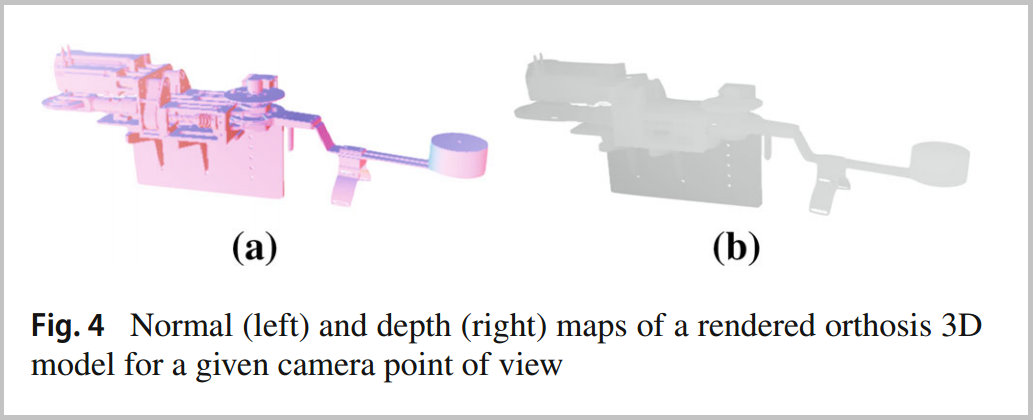 (a) (b)
Fig. 4 Normal (left) and depth (right) maps of a rendered orthosis 3D
model for a given camera point of view